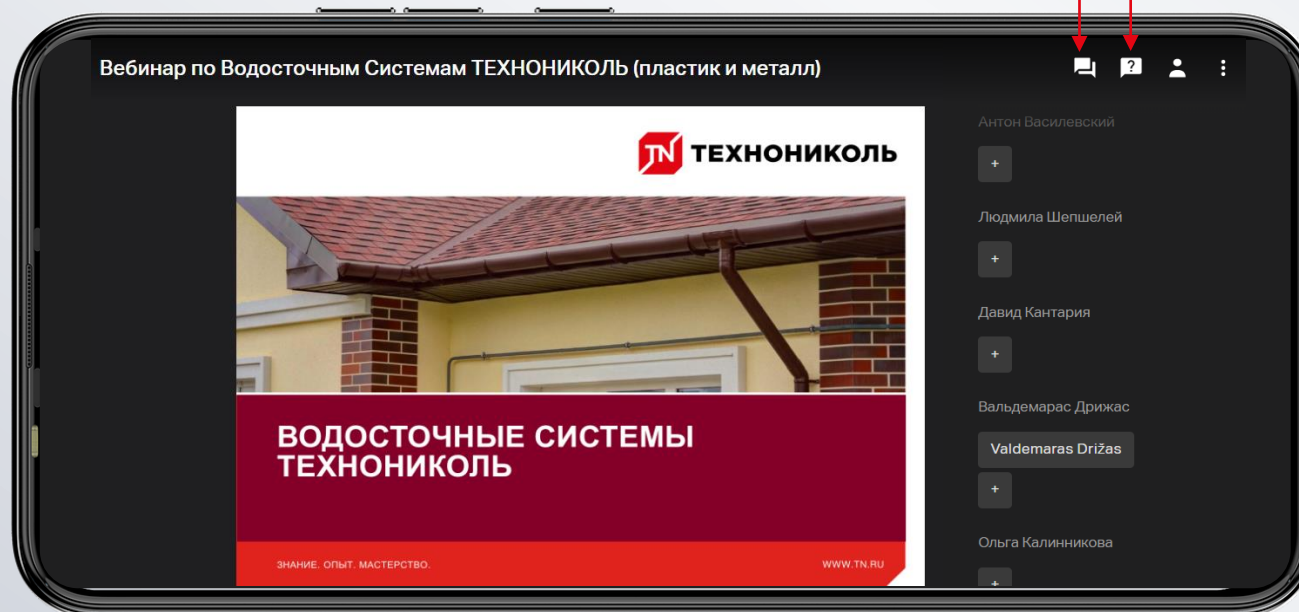 Вебинар по Водосточным Системам ТЕХНОНИКОЛЬ (пластик и металл)
?
TN ТЕХНОНИКОЛЬ
ВОДОСТОЧНЫЕ СИСТЕМЫ
ТЕХНОНИКОЛЬ
ЗНАНИЕ. ОПЫТ. МАСТЕРСТВО.
WWW.TN.RU
Антон Василевский
+
Людмила Шепшелей
+
Давид Кантария
+
Вальдемарас Дрижас
Valdemaras Drižas
+
Ольга Калинникова
+